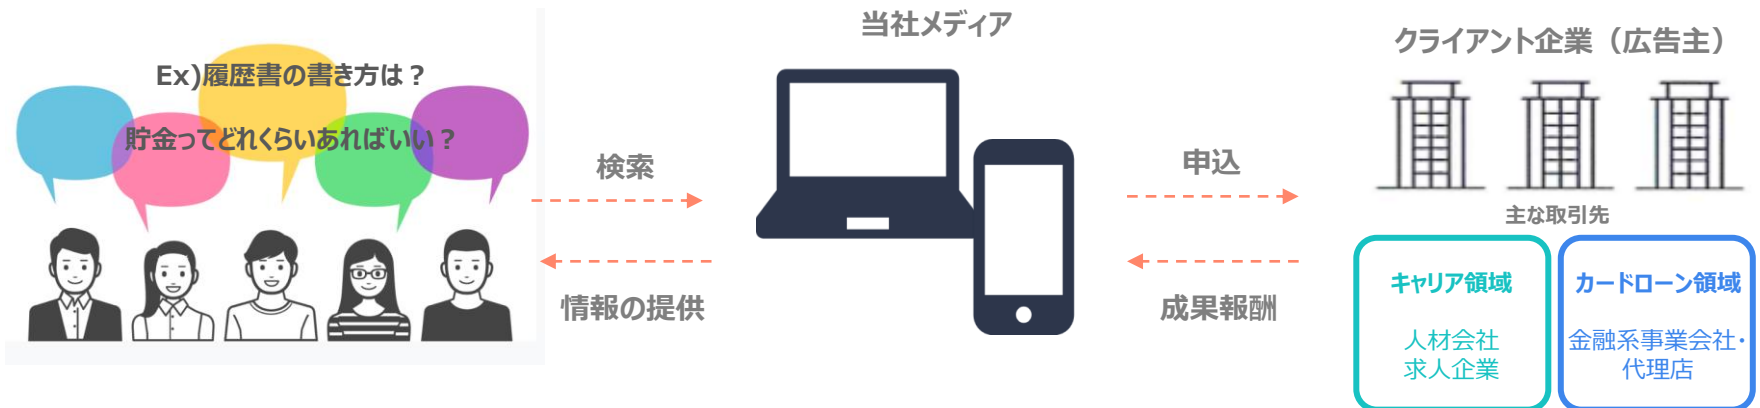 Ex)履歴書の書き方は？
貯金ってどれくらいあればいい？
検索
情報の提供
当社メディア
申込
成果報酬
クライアント企業（広告主）
主な取引先
キャリア領域
人材会社
求人企業
カードローン領域
金融系事業会社・
代理店